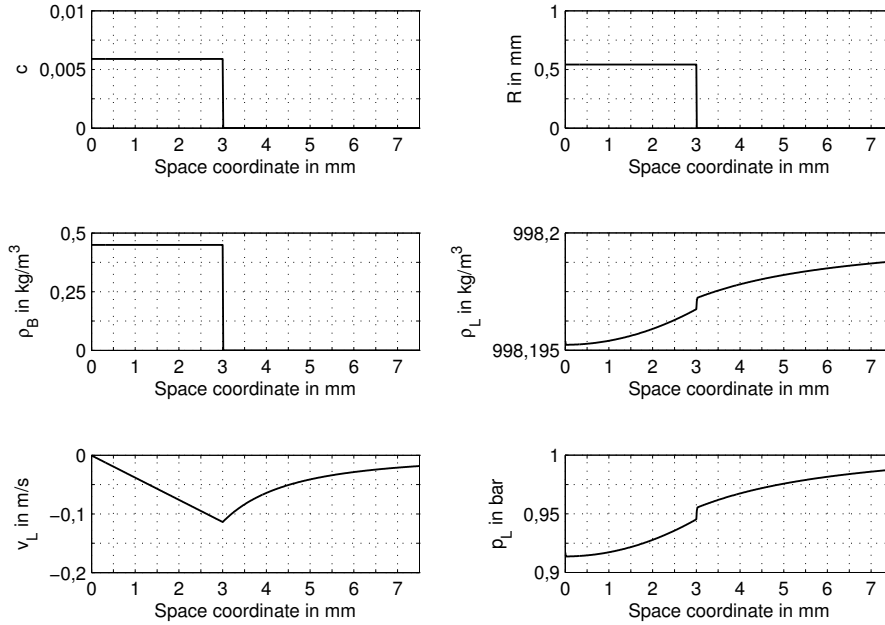 0,01
0,005
0
c
0 1 2 3 4 5 6 7
Space coordinate in mm
1
0,5
0
R in mm
0 1 2 3 4 5 6 7
Space coordinate in mm
0,5
0,25
0
ρ_B in kg/m³
0 1 2 3 4 5 6 7
Space coordinate in mm
998,2
998,195
ρ_L in kg/m³
0 1 2 3 4 5 6 7
Space coordinate in mm
0
−0,1
−0,2
v_L in m/s
0 1 2 3 4 5 6 7
Space coordinate in mm
1
0,95
0,9
p_L in bar
0 1 2 3 4 5 6 7
Space coordinate in mm